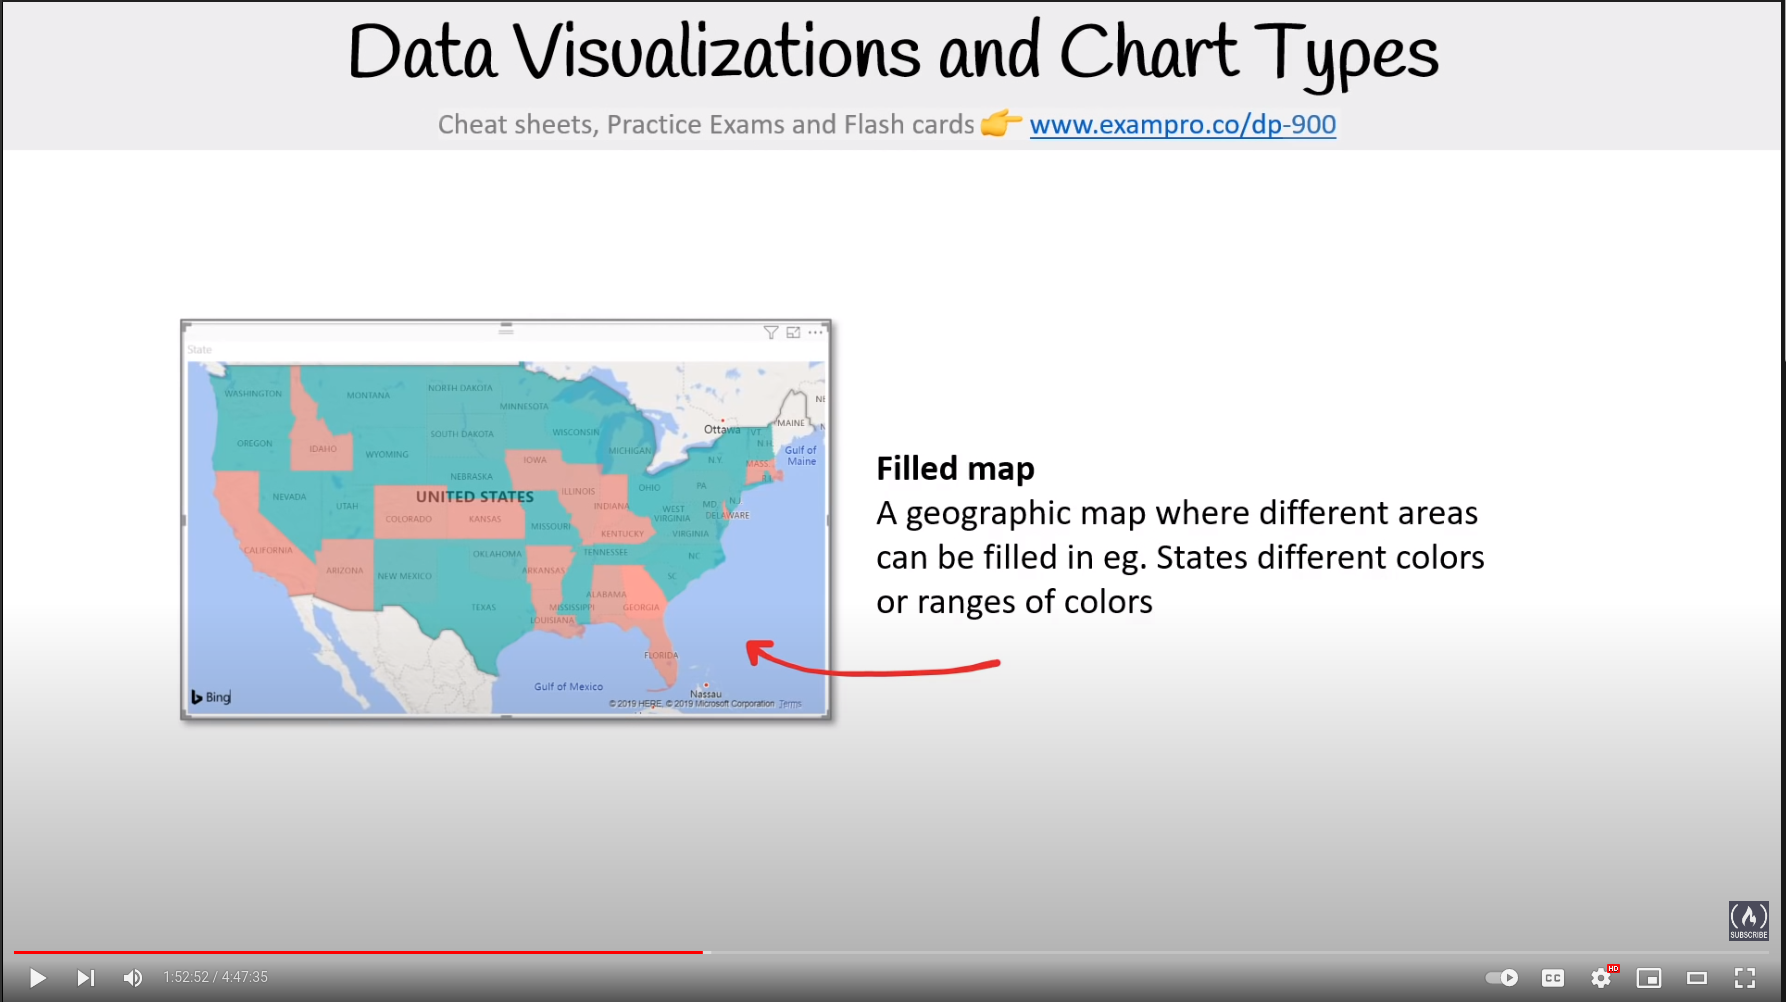 Data Visualizations and Chart Types
Cheat sheets, Practice Exams and Flash cards 👉 www.exampro.co/dp-900
State
WASHINGTON
MONTANA
NORTH DAKOTA
MINNESOTA
OREGON
IDAHO
WYOMING
SOUTH DAKOTA
WISCONSIN
MICHIGAN
Ottawa
VT
N.H.
MAINE
Gulf of
Maine
NEVADA
UTAH
NEBRASKA
IOWA
UNITED STATES
COLORADO
KANSAS
ILLINOIS
INDIANA
OHIO
PA
N.Y.
MASS
R.I.
MISSOURI
KENTUCKY
WEST
VIRGINIA
MD
N.J.
DELAWARE
VIRGINIA
CALIFORNIA
ARIZONA
NEW MEXICO
OKLAHOMA
ARKANSAS
TENNESSEE
NC
SC
TEXAS
LOUISIANA
MISSISSIPPI
ALABAMA
GEORGIA
FLORIDA
Gulf of Mexico
Nassau
Bing
© 2019 HERE, © 2019 Microsoft Corporation Terms
Filled map
A geographic map where different areas
can be filled in eg. States different colors
or ranges of colors
SUBSCRIBE
1:52:52 / 4:47:35
CC
HD